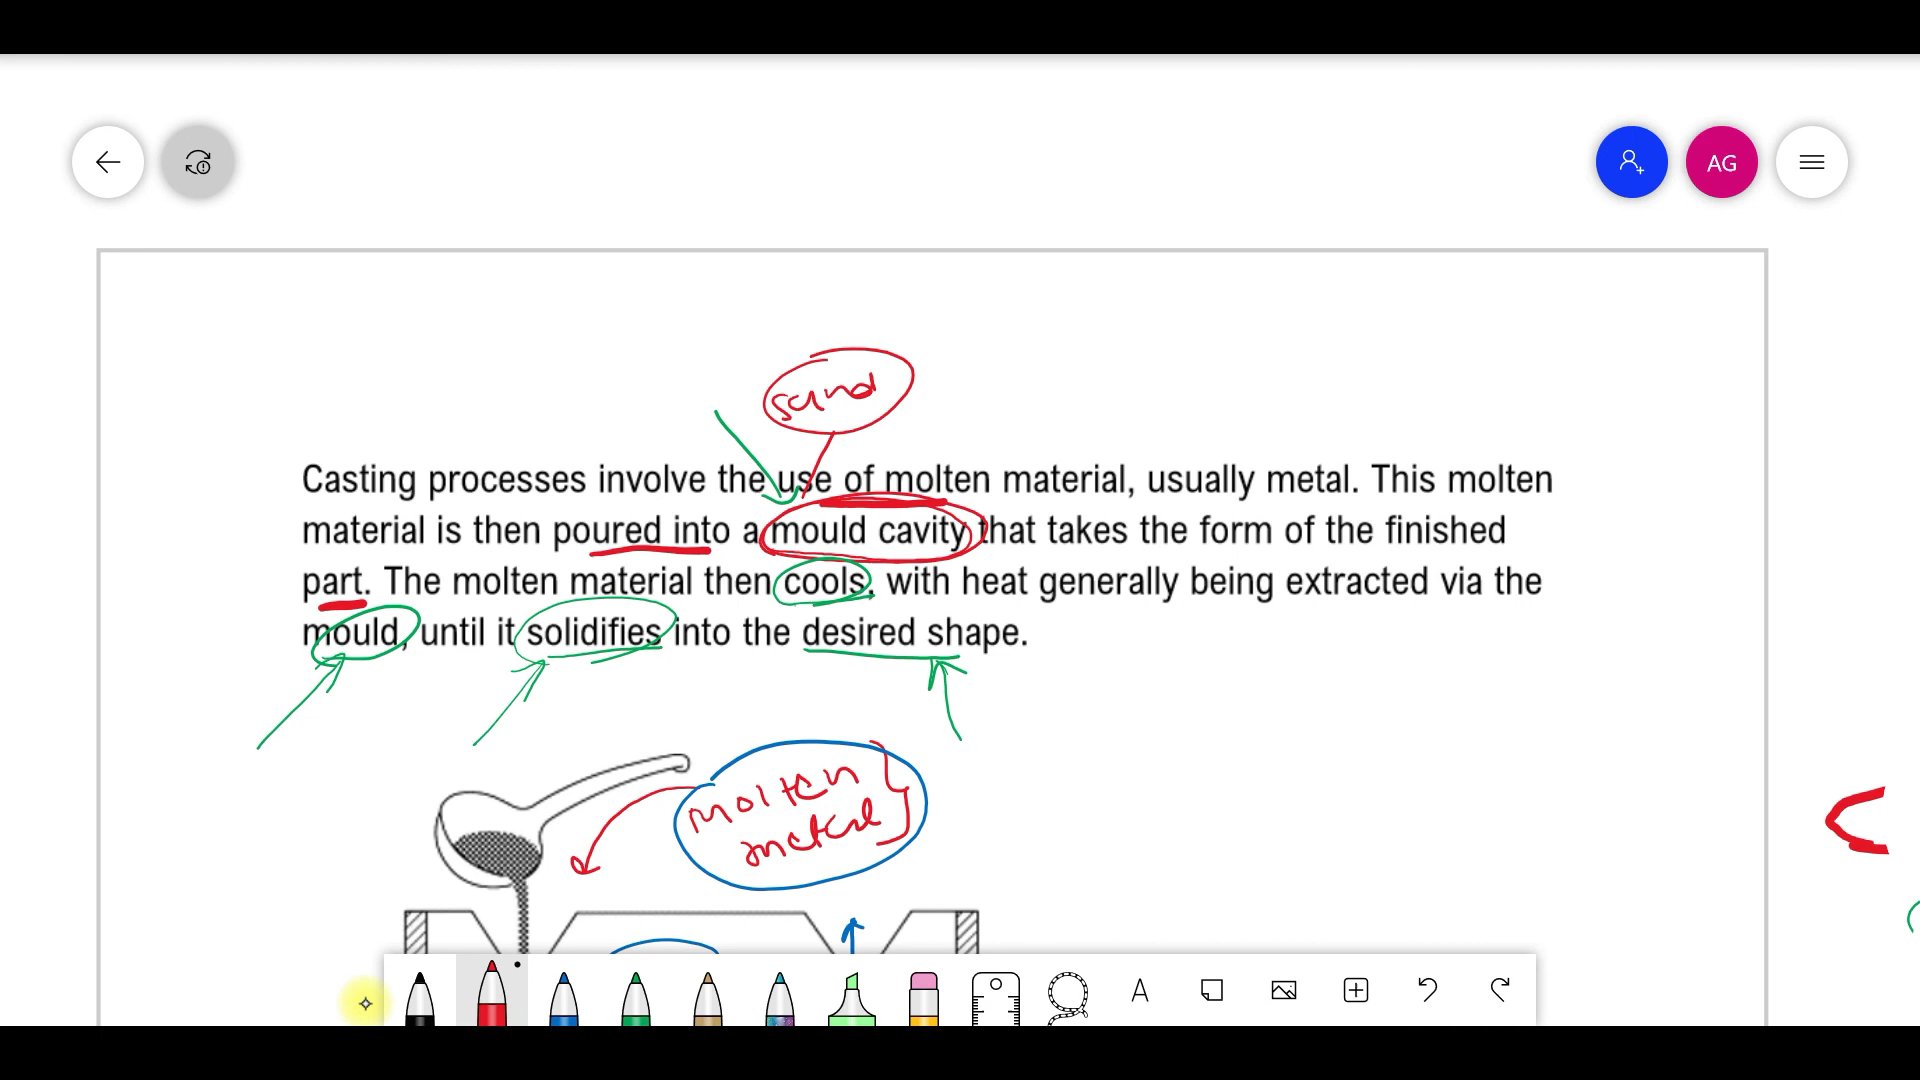 AG
sand
Casting processes involve the use of molten material, usually metal. This molten
material is then poured into a mould cavity that takes the form of the finished
part. The molten material then cools, with heat generally being extracted via the
mould, until it solidifies into the desired shape.
molten
metal
A